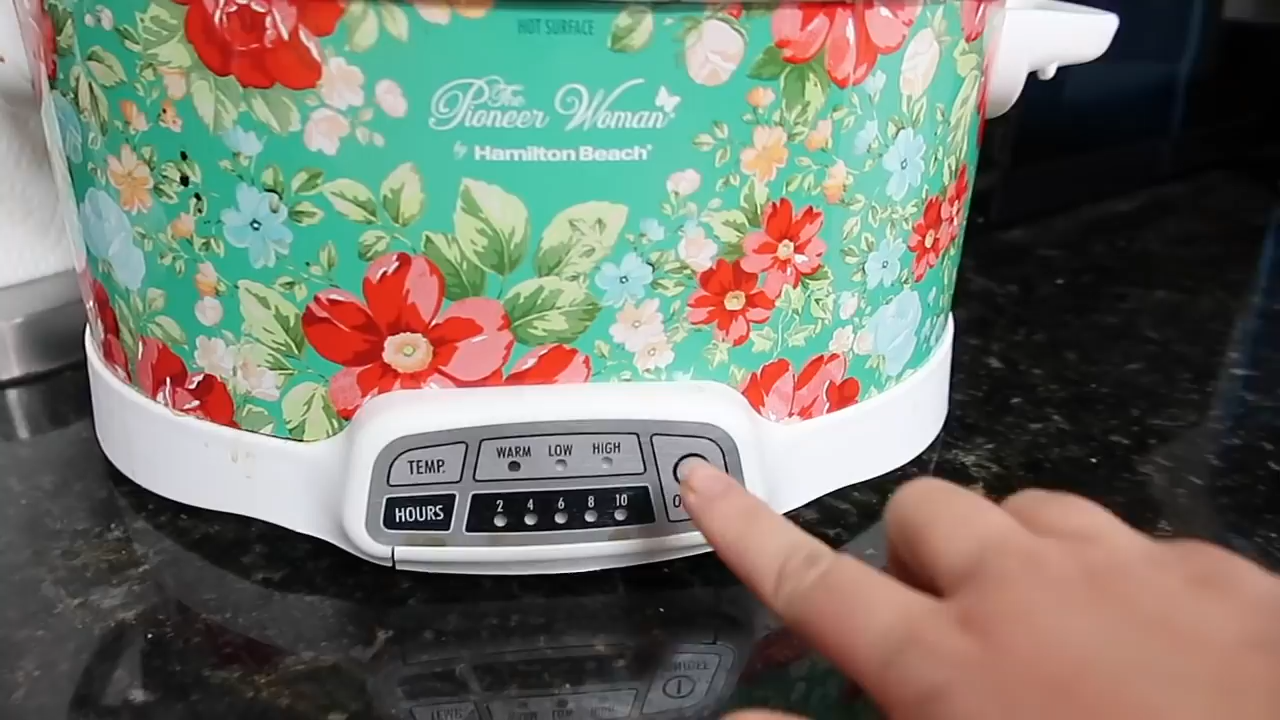 HOT SURFACE
The Pioneer Woman
by Hamilton Beach
TEMP.
WARM LOW HIGH
HOURS
2 4 6 8 10